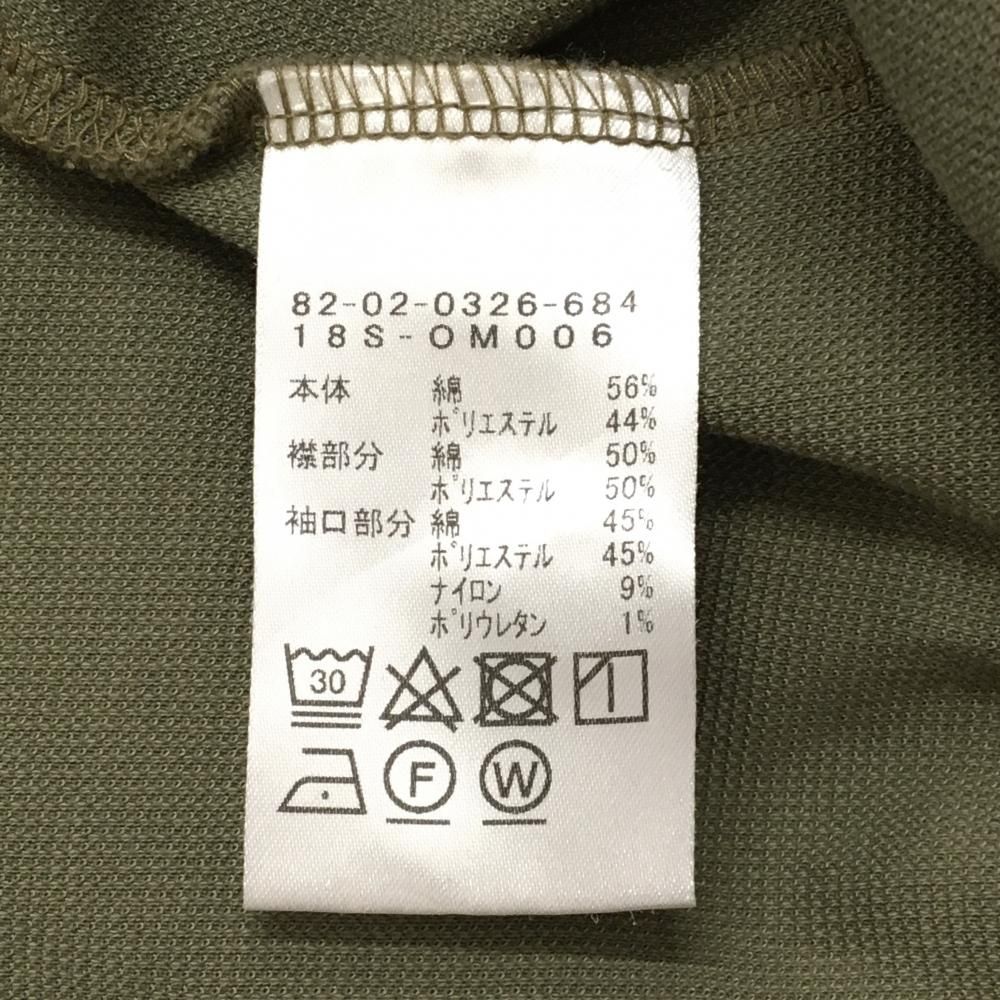 82-02-0326-684
18S-OM006
本体 綿 56%
ポリエステル 44%
襟部分 綿 50%
ポリエステル 50%
袖口部分 綿 45%
ポリエステル 45%
ナイロン 9%
ポリウレタン 1%
30
F W